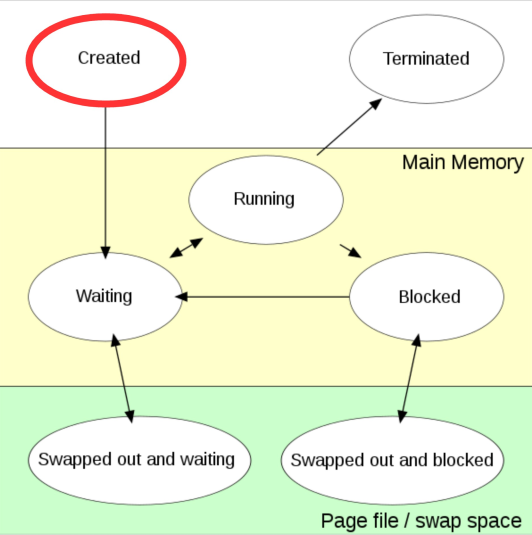 Created
Terminated
Main Memory
Running
Waiting
Blocked
Swapped out and waiting
Swapped out and blocked
Page file / swap space